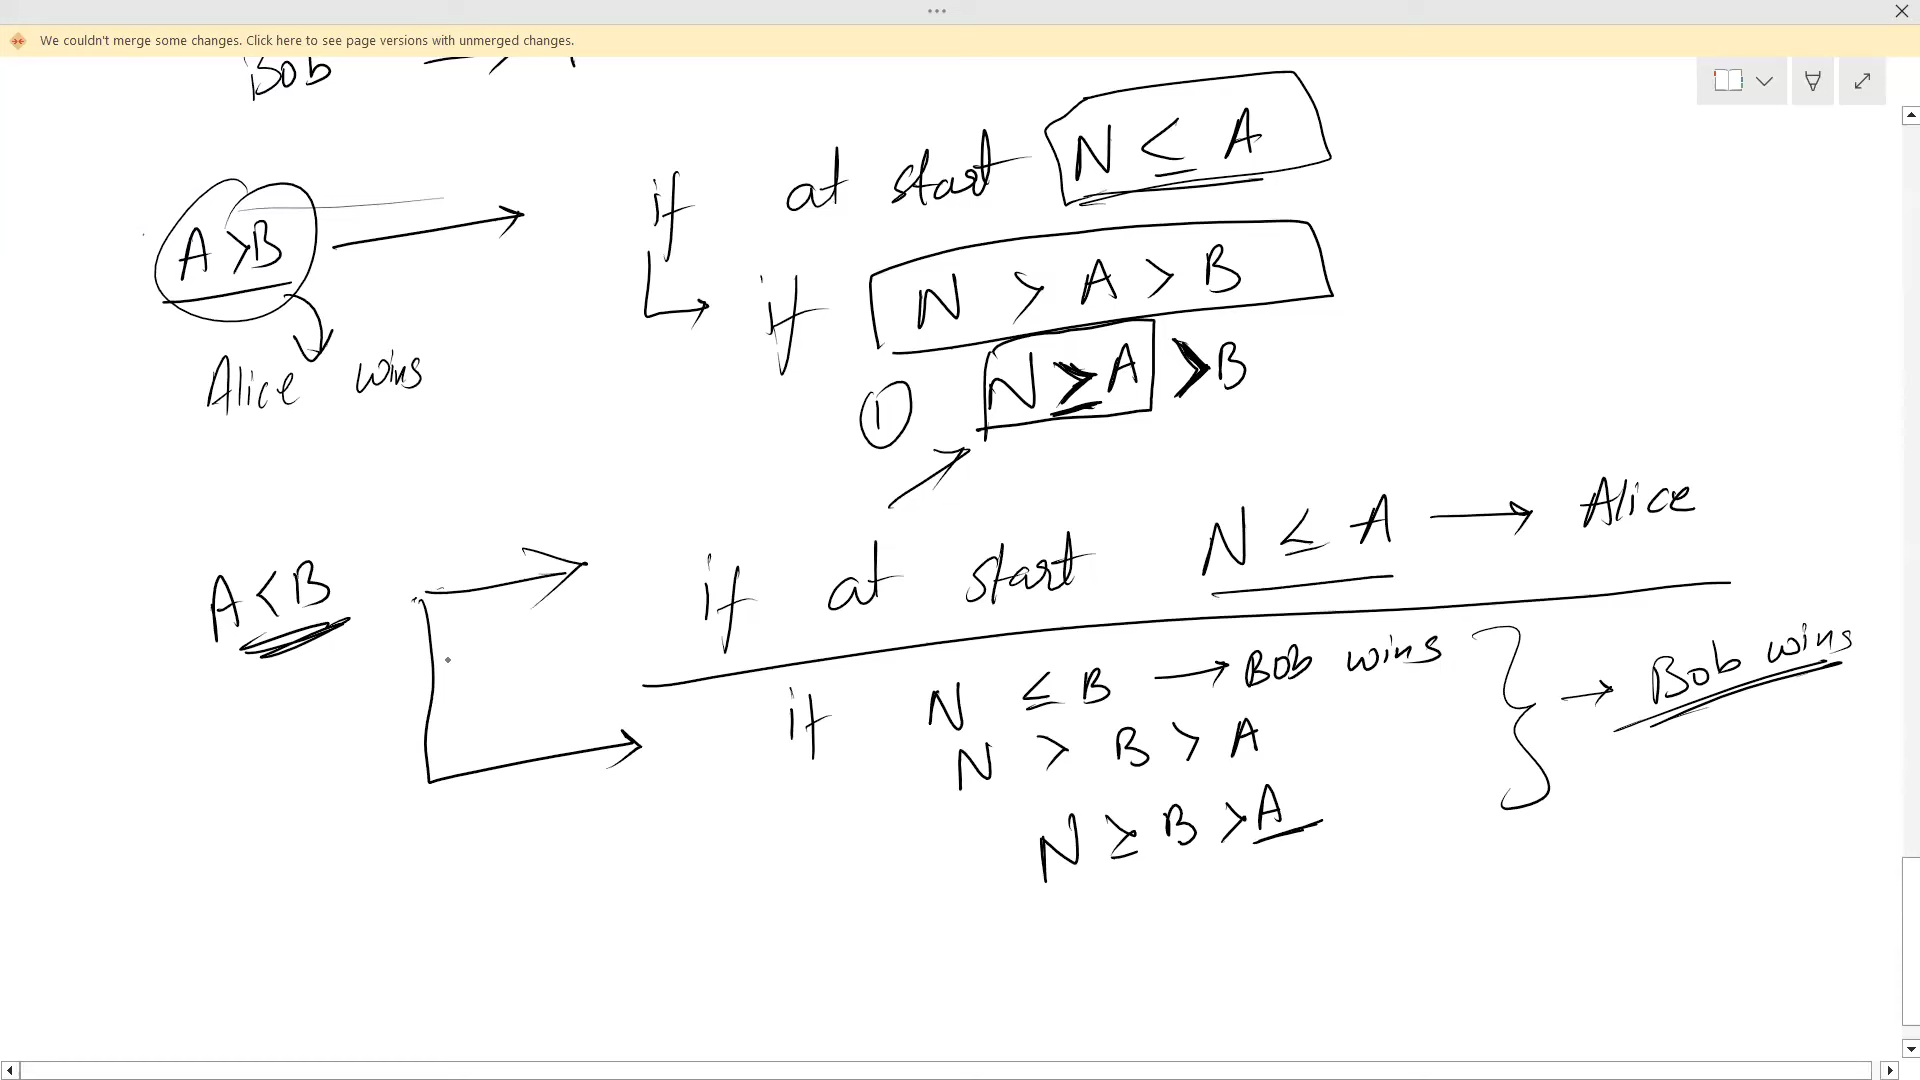 We couldn't merge some changes. Click here to see page versions with unmerged changes.
Bob
if at start N ≤ A
A > B
if N > A > B
Alice wins
① N ≥ A > B
if at start N ≤ A → Alice
A < B
if N ≤ B → Bob wins → Bob wins
N > B > A
N ≥ B > A